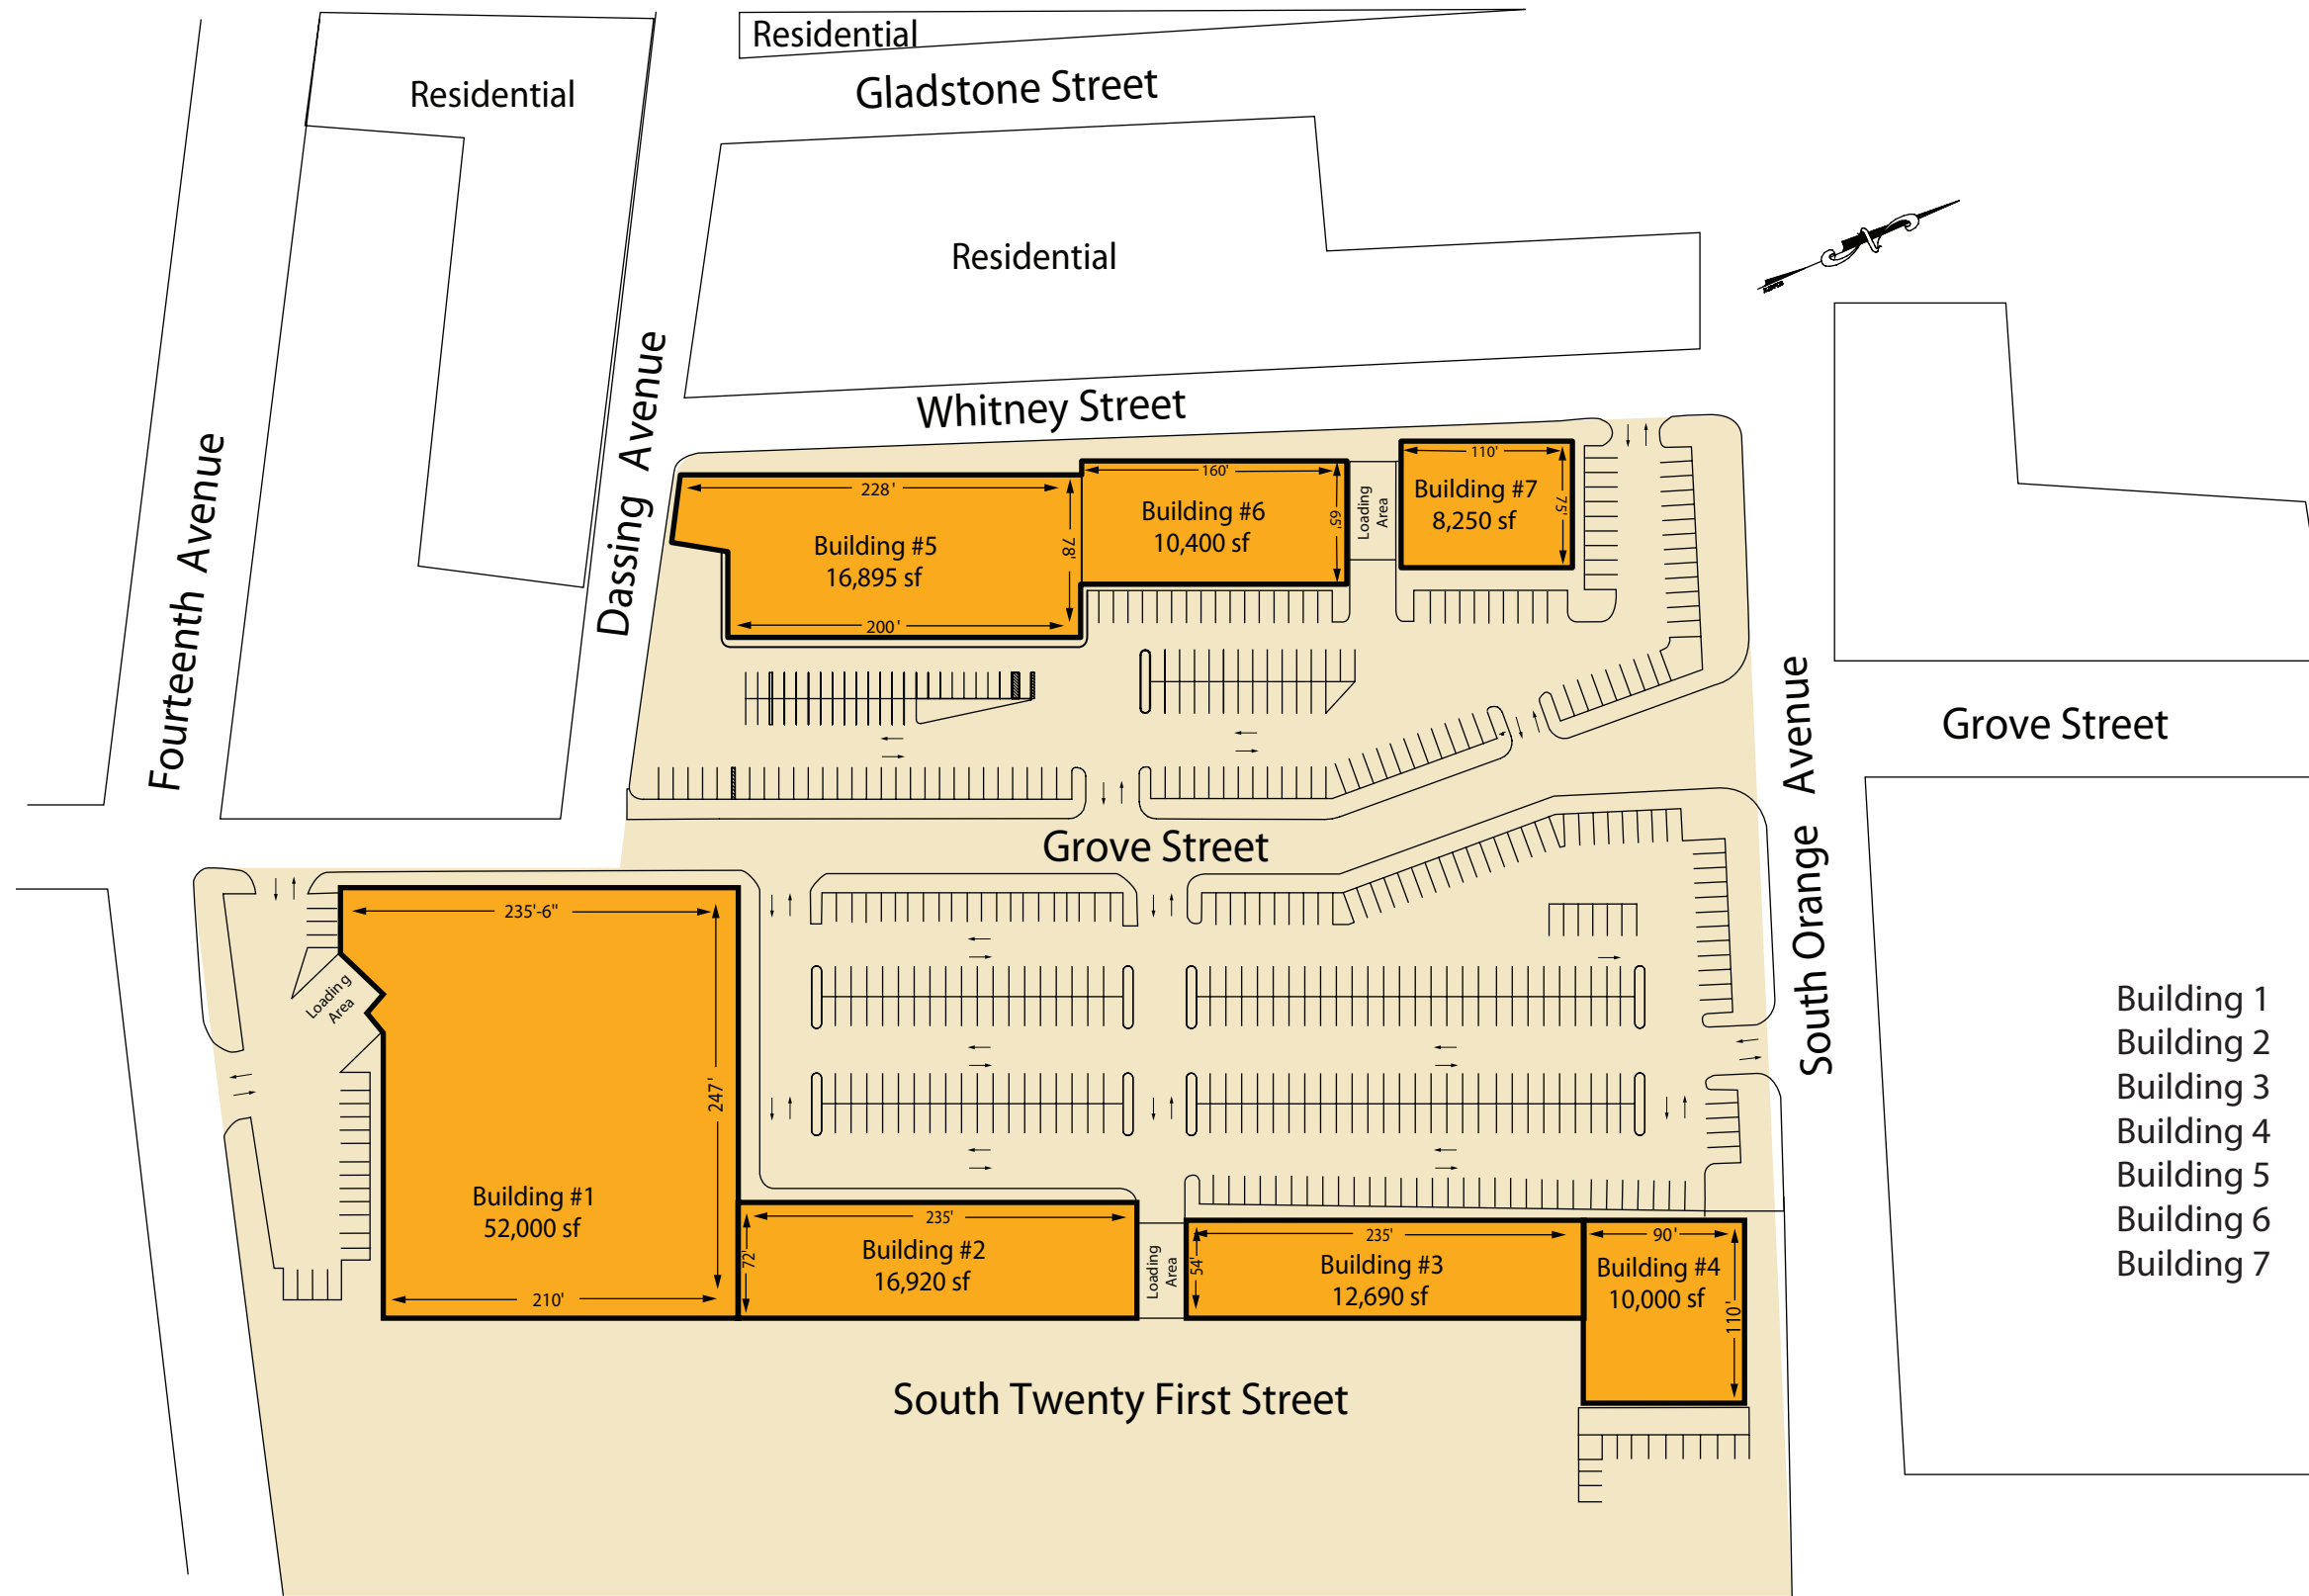 Residential
Residential
Gladstone Street
Residential
Whitney Street
Dassing Avenue
Fourteenth Avenue
228'
Building #5
16,895 sf
78'
200'
160'
Building #6
10,400 sf
65'
Loading
Area
110'
Building #7
8,250 sf
75'
South Orange Avenue
Grove Street
Grove Street
235'-6"
Loading
Area
247'
Building #1
52,000 sf
210'
235'
72'
Building #2
16,920 sf
Loading
Area
235'
54'
Building #3
12,690 sf
90'
Building #4
10,000 sf
110'
South Twenty First Street
Building 1
Building 2
Building 3
Building 4
Building 5
Building 6
Building 7